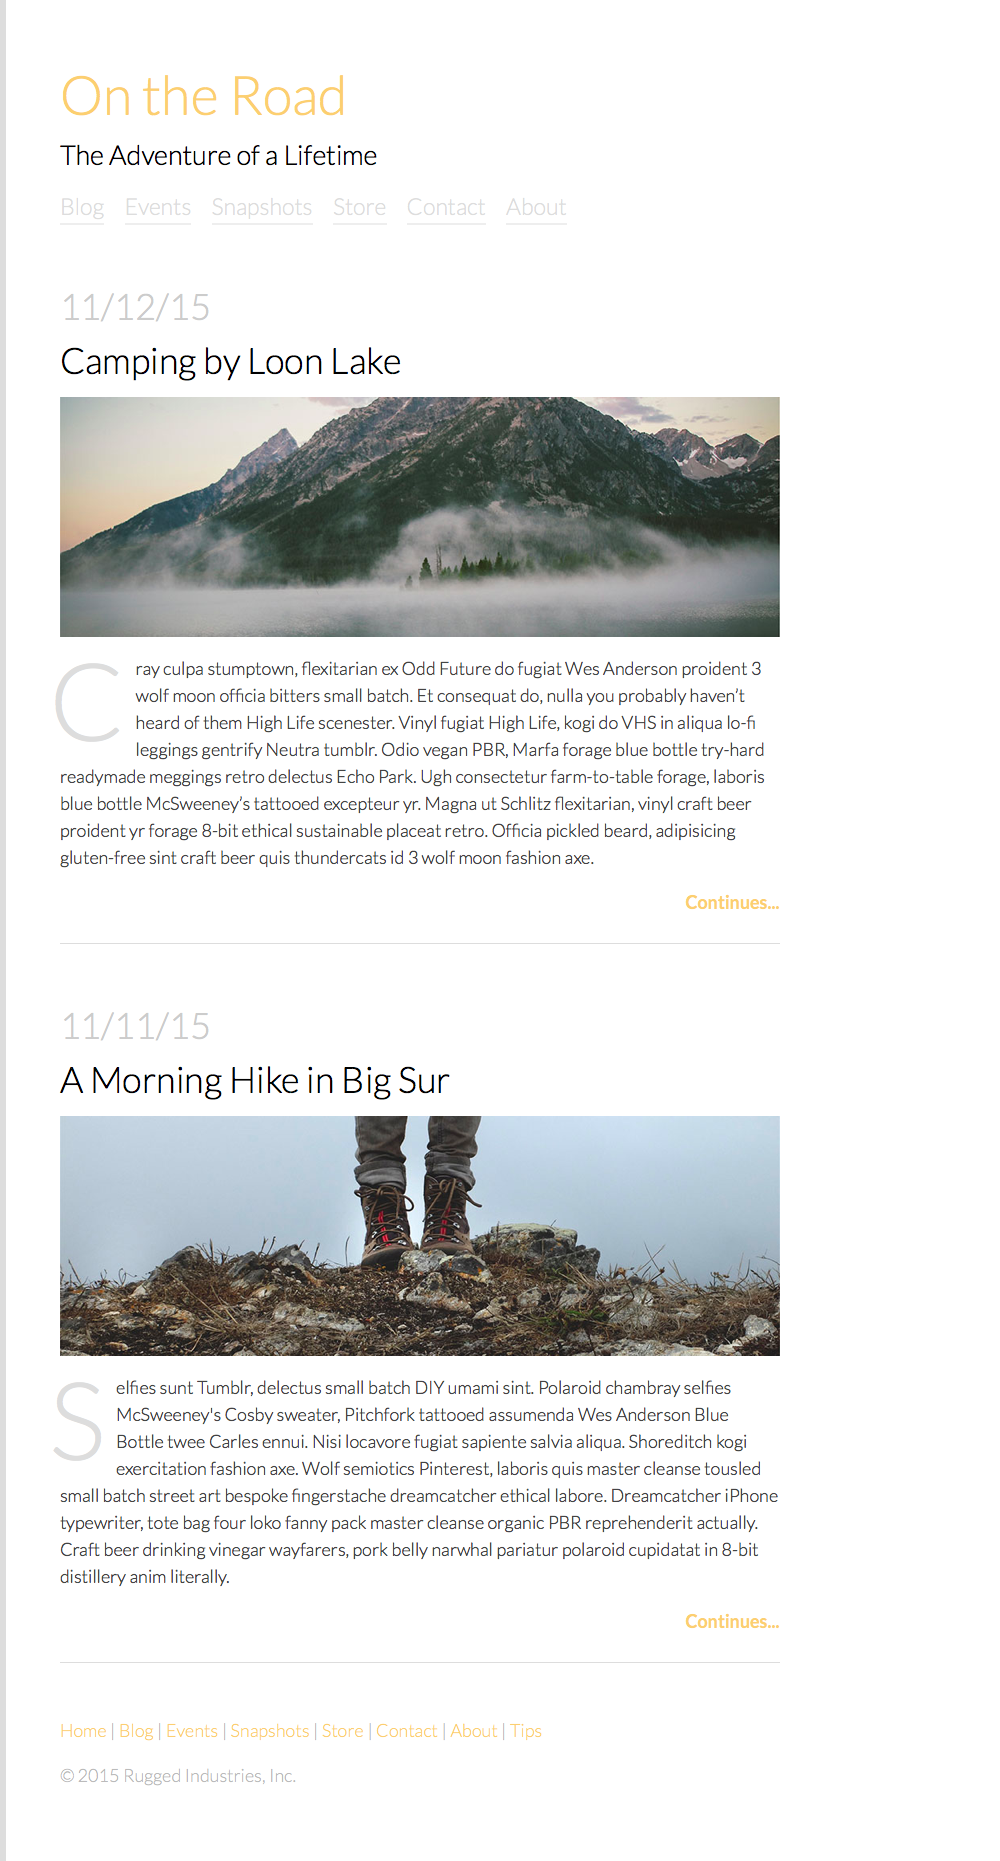 On the Road
The Adventure of a Lifetime
Blog Events Snapshots Store Contact About
11/12/15
Camping by Loon Lake
Cray culpa stumptown, flexitarian ex Odd Future do fugiat Wes Anderson proident 3
wolf moon officia bitters small batch. Et consequat do, nulla you probably haven’t
heard of them High Life scenester. Vinyl fugiat High Life, kogi do VHS in aliqua lo-fi
leggings gentrify Neutra tumblr. Odio vegan PBR, Marfa forage blue bottle try-hard
readymade meggings retro delectus Echo Park. Ugh consectetur farm-to-table forage, laboris
blue bottle McSweeney’s tattooed excepteur yr. Magna ut Schlitz flexitarian, vinyl craft beer
proident yr forage 8-bit ethical sustainable placeat retro. Officia pickled beard, adipisicing
gluten-free sint craft beer quis thundercats id 3 wolf moon fashion axe.
Continues...
11/11/15
A Morning Hike in Big Sur
Selfies sunt Tumblr, delectus small batch DIY umami sint. Polaroid chambray selfies
McSweeney's Cosby sweater, Pitchfork tattooed assumenda Wes Anderson Blue
Bottle twee Carles ennui. Nisi locavore fugiat sapiente salvia aliqua. Shoreditch kogi
exercitation fashion axe. Wolf semiotics Pinterest, laboris quis master cleanse tousled
small batch street art bespoke fingerstache dreamcatcher ethical labore. Dreamcatcher iPhone
typewriter, tote bag four loko fanny pack master cleanse organic PBR reprehenderit actually.
Craft beer drinking vinegar wayfarers, pork belly narwhal pariatur polaroid cupidatat in 8-bit
distillery anim literally.
Continues...
Home | Blog | Events | Snapshots | Store | Contact | About | Tips
© 2015 Rugged Industries, Inc.